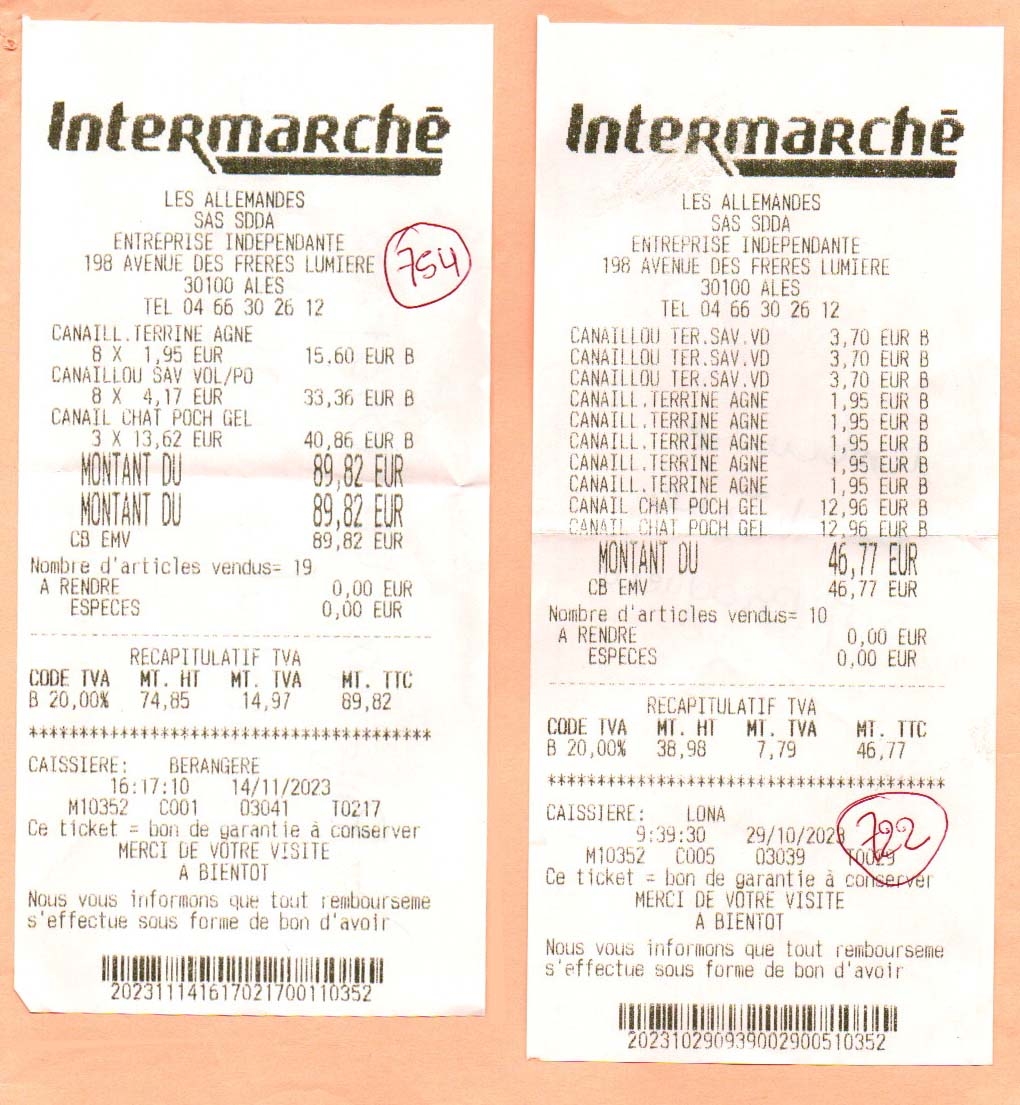 Intermarchē
LES ALLEMANDES
SAS SDDA
ENTREPRISE INDEPENDANTE
198 AVENUE DES FRERES LUMIERE
754
30100 ALES
TEL 04 66 30 26 12
CANAILL.TERRINE AGNE
8 X 1,95 EUR 15.60 EUR B
CANAILLOU SAV VOL/PO
8 X 4,17 EUR 33,36 EUR B
CANAIL CHAT POCH GEL
3 X 13,62 EUR 40,86 EUR B
MONTANT DU 89,82 EUR
MONTANT DU 89,82 EUR
CB EMV 89,82 EUR
Nombre d'articles vendus= 19
A RENDRE 0,00 EUR
ESPECES 0,00 EUR
RECAPITULATIF TVA
CODE TVA MT. HT MT. TVA MT. TTC
B 20,00% 74,85 14,97 89,82
*****************************************
CAISSIERE: BERANGERE
16:17:10 14/11/2023
M10352 C001 03041 T0217
Ce ticket = bon de garantie à conserver
MERCI DE VOTRE VISITE
A BIENTOT
Nous vous informons que tout rembourseme
s'effectue sous forme de bon d'avoir
20231114161702170011​0352
Intermarchē
LES ALLEMANDES
SAS SDDA
ENTREPRISE INDEPENDANTE
198 AVENUE DES FRERES LUMIERE
30100 ALES
TEL 04 66 30 26 12
CANAILLOU TER.SAV.VD 3,70 EUR B
CANAILLOU TER.SAV.VD 3,70 EUR B
CANAILLOU TER.SAV.VD 3,70 EUR B
CANAILL.TERRINE AGNE 1,95 EUR B
CANAILL.TERRINE AGNE 1,95 EUR B
CANAILL.TERRINE AGNE 1,95 EUR B
CANAILL.TERRINE AGNE 1,95 EUR B
CANAILL.TERRINE AGNE 1,95 EUR B
CANAIL CHAT POCH GEL 12,96 EUR B
CANAIL CHAT POCH GEL 12,96 EUR B
MONTANT DU 46,77 EUR
CB EMV 46,77 EUR
Nombre d'articles vendus= 10
A RENDRE 0,00 EUR
ESPECES 0,00 EUR
RECAPITULATIF TVA
CODE TVA MT. HT MT. TVA MT. TTC
B 20,00% 38,98 7,79 46,77
*****************************************
CAISSIERE: LONA
9:39:30 29/10/2023
722
M10352 C005 03039 T0029
Ce ticket = bon de garantie à conserver
MERCI DE VOTRE VISITE
A BIENTOT
Nous vous informons que tout rembourseme
s'effectue sous forme de bon d'avoir
202310290939002900510352